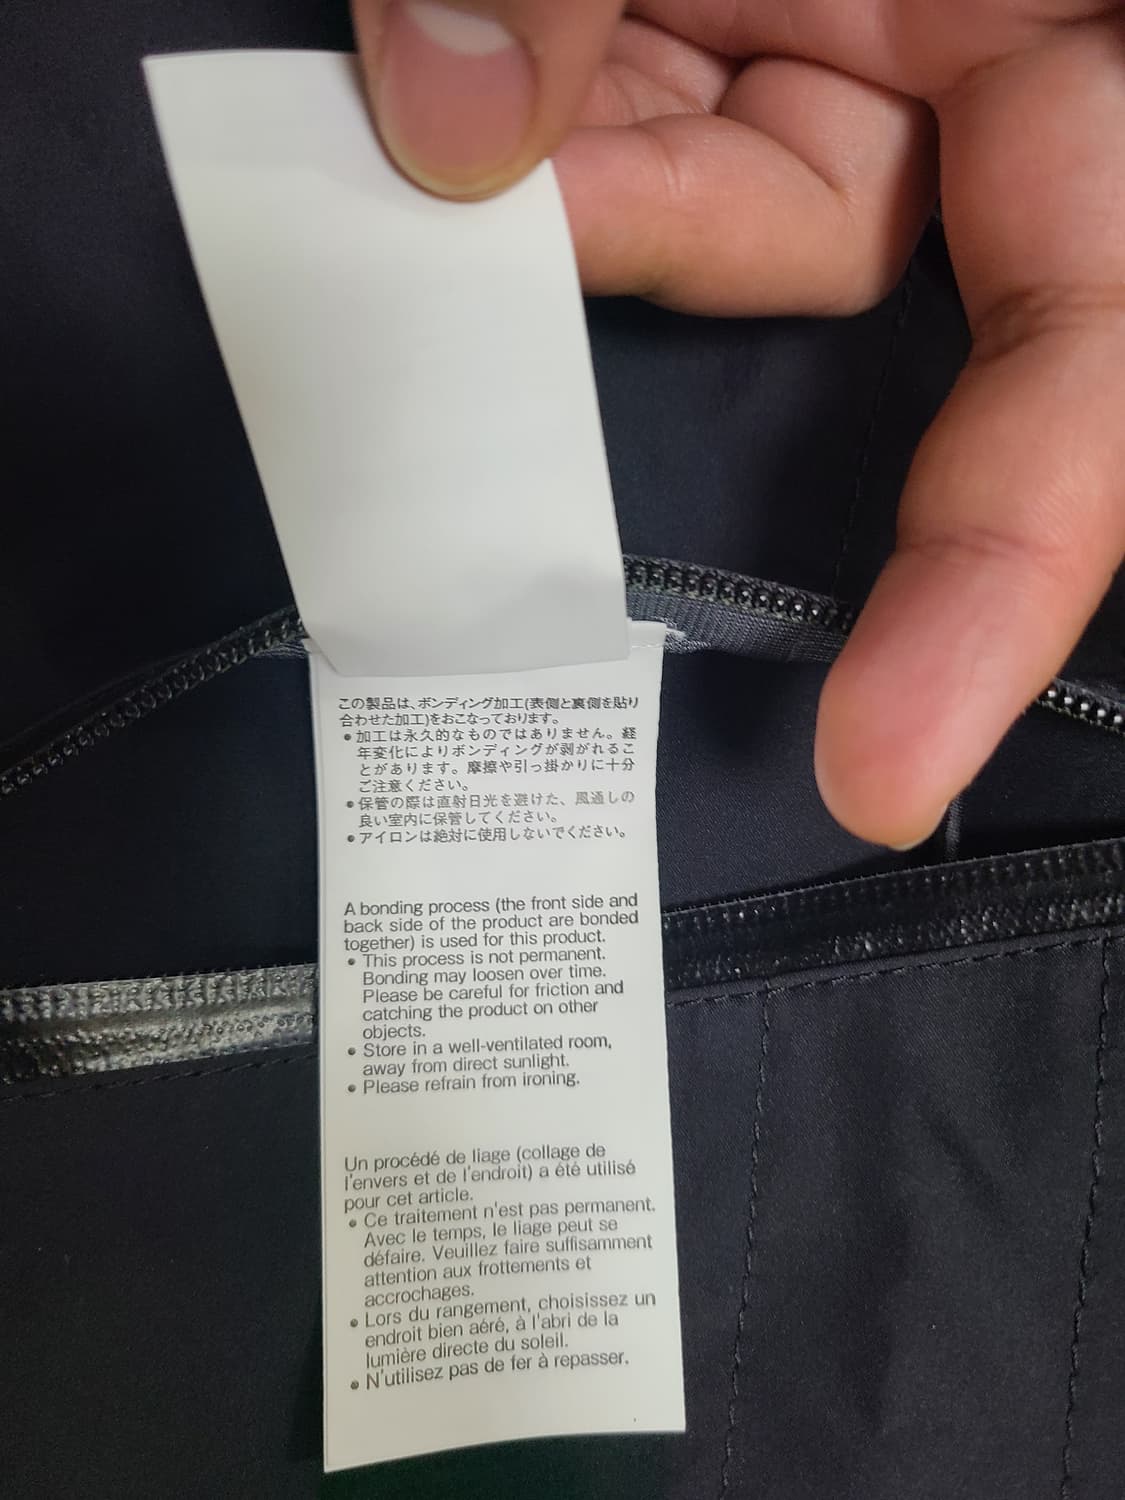 この製品は、ボンディング加工(表側と裏側を貼り
合わせた加工)をおこなっております。
●加工は永久的なものではありません。経
年変化によりボンディングが剥がれるこ
とがあります。摩擦や引っ掛かりに十分
ご注意ください。
●保管の際は直射日光を避けた、風通しの
良い室内に保管してください。
●アイロンは絶対に使用しないでください。
A bonding process (the front side and
back side of the product are bonded
together) is used for this product.
● This process is not permanent.
Bonding may loosen over time.
Please be careful for friction and
catching the product on other
objects.
● Store in a well-ventilated room,
away from direct sunlight.
● Please refrain from ironing.
Un procédé de liage (collage de
l'envers et de l'endroit) a été utilisé
pour cet article.
● Ce traitement n'est pas permanent.
Avec le temps, le liage peut se
défaire. Veuillez faire suffisamment
attention aux frottements et
accrochages.
● Lors du rangement, choisissez un
endroit bien aéré, à l'abri de la
lumière directe du soleil.
● N'utilisez pas de fer à repasser.